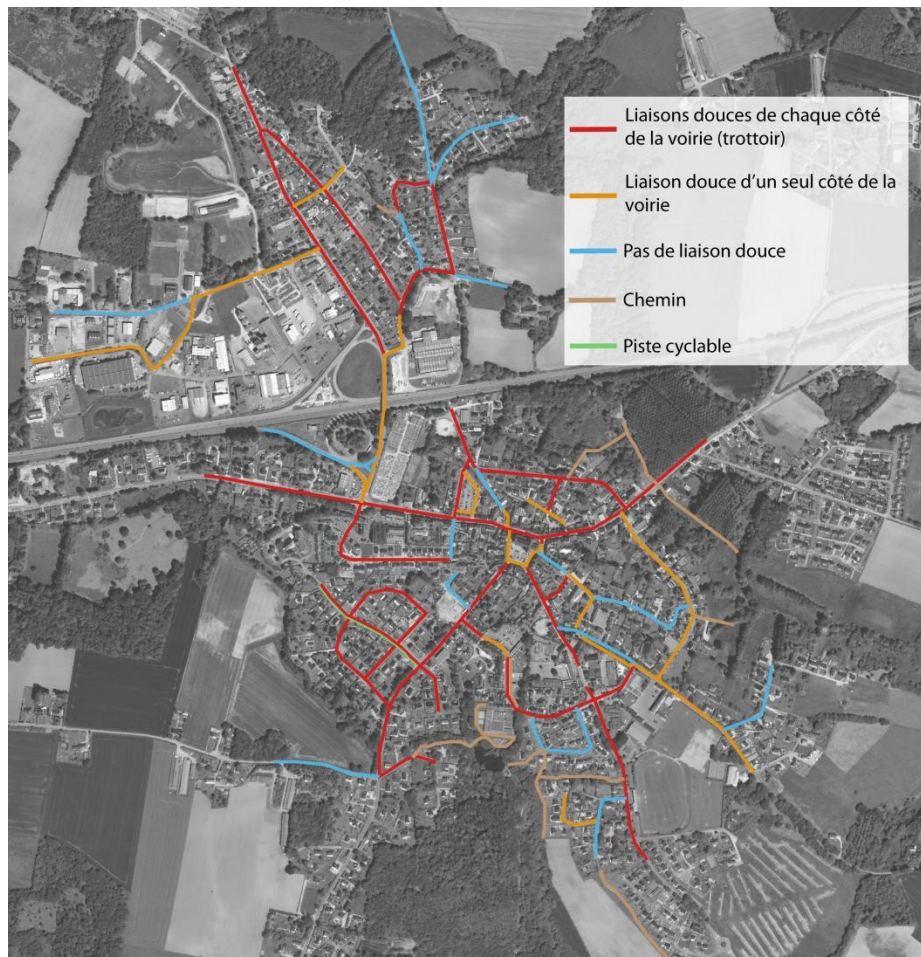 Liaisons douces de chaque côté
de la voirie (trottoir)
Liaison douce d'un seul côté de la
voirie
Pas de liaison douce
Chemin
Piste cyclable